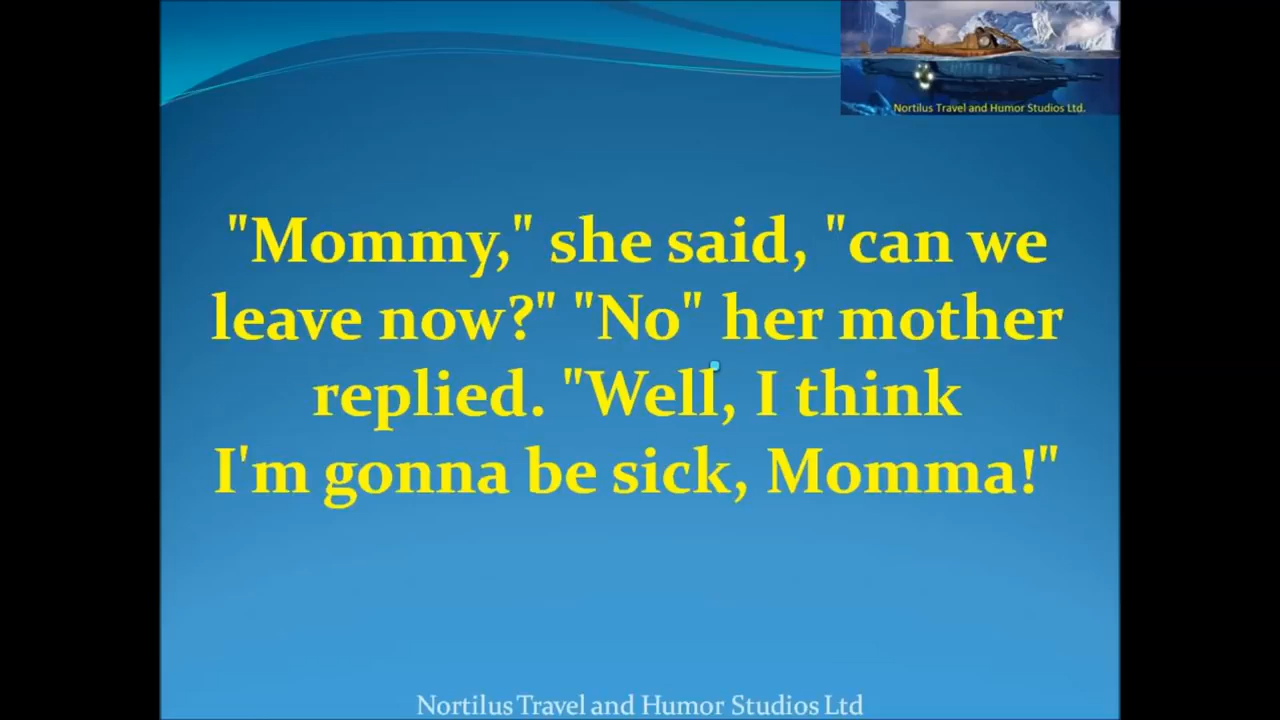 Nortilus Travel and Humor Studios Ltd.
"Mommy," she said, "can we
leave now?" "No" her mother
replied. "Well, I think
I'm gonna be sick, Momma!"
Nortilus Travel and Humor Studios Ltd